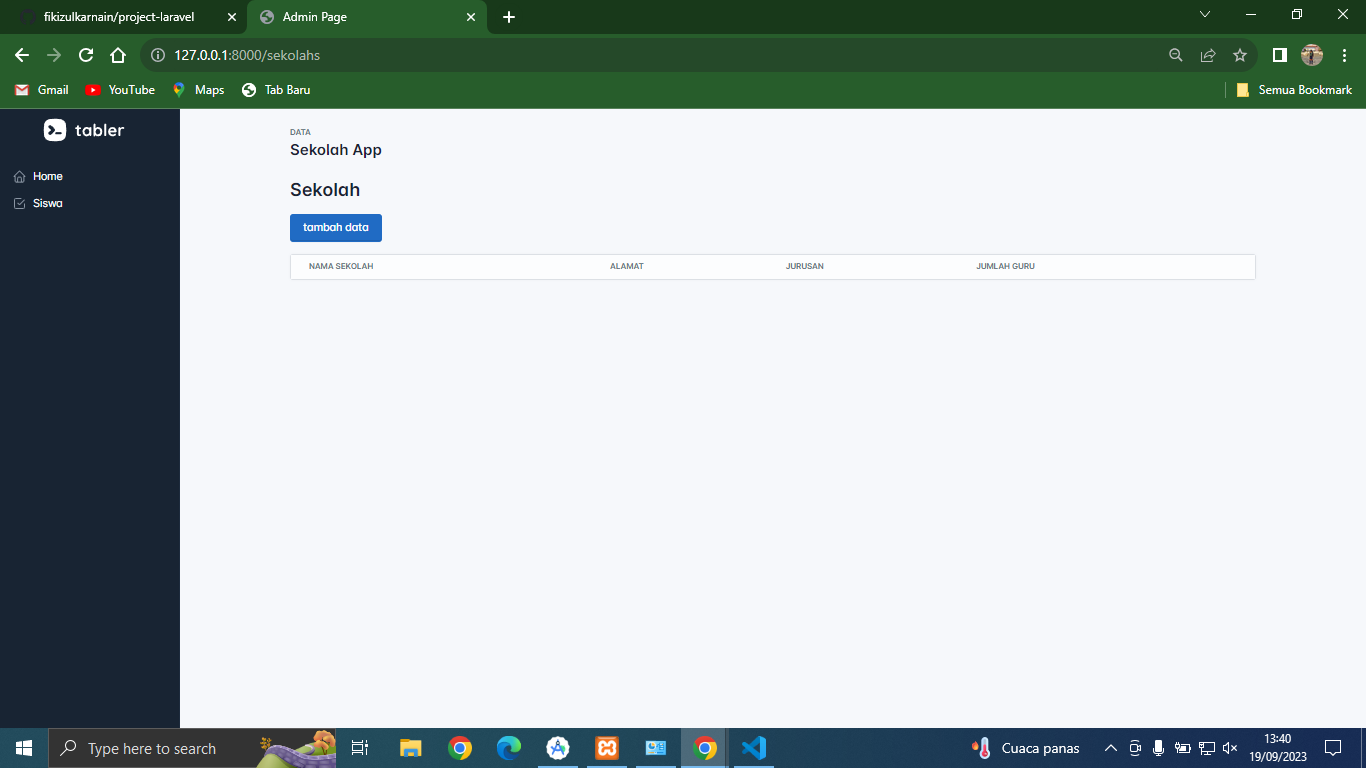 fikizulkarnain/project-laravel
Admin Page
127.0.0.1:8000/sekolahs
Gmail
YouTube
Maps
Tab Baru
Semua Bookmark
tabler
Home
Siswa
DATA
Sekolah App
Sekolah
tambah data
NAMA SEKOLAH ALAMAT JURUSAN JUMLAH GURU
Type here to search
Cuaca panas
13:40
19/09/2023